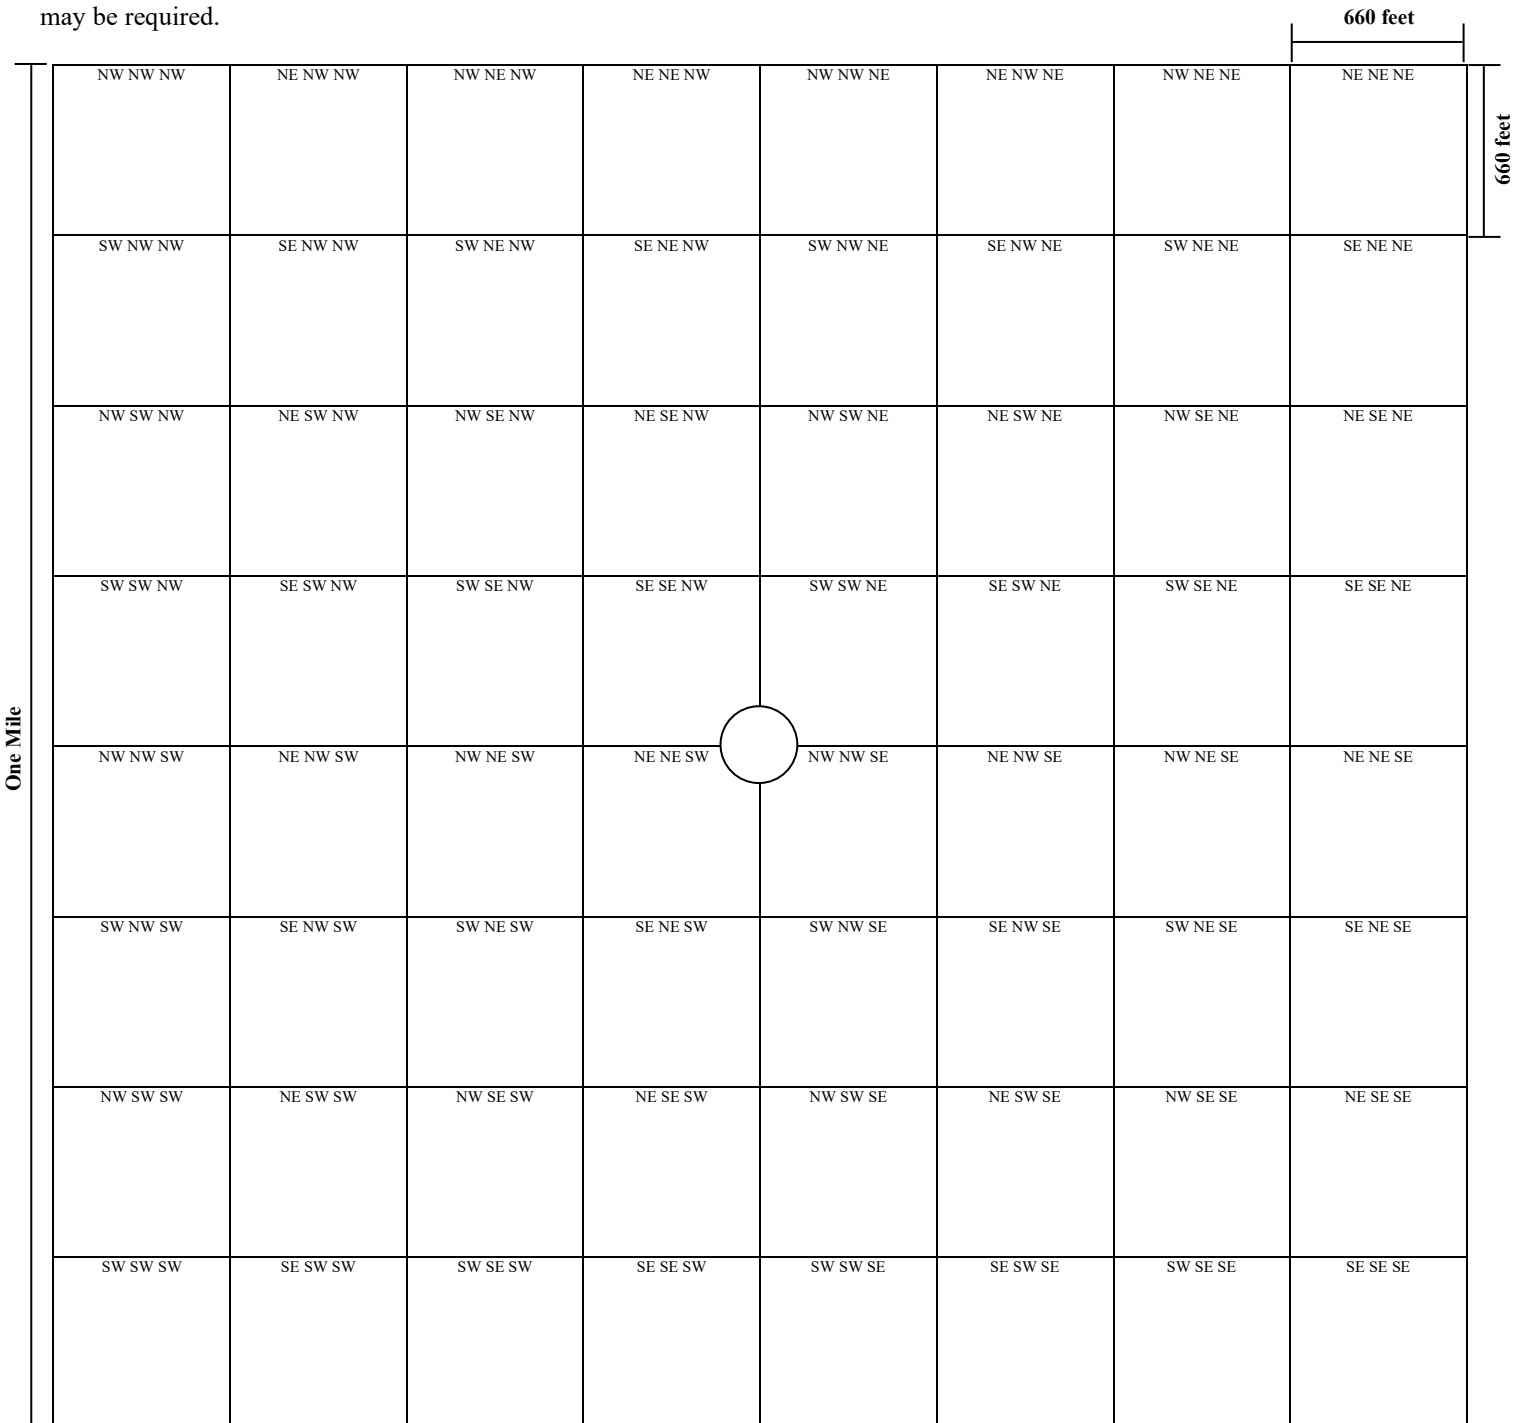 may be required.
660 feet
NW NW NW NE NW NW NW NE NW NE NE NW NW NW NE NE NW NE NW NE NE NE NE NE
660 feet
SW NW NW SE NW NW SW NE NW SE NE NW SW NW NE SE NW NE SW NE NE SE NE NE
NW SW NW NE SW NW NW SE NW NE SE NW NW SW NE NE SW NE NW SE NE NE SE NE
SW SW NW SE SW NW SW SE NW SE SE NW SW SW NE SE SW NE SW SE NE SE SE NE
One Mile
NW NW SW NE NW SW NW NE SW NE NE SW NW NW SE NE NW SE NW NE SE NE NE SE
SW NW SW SE NW SW SW NE SW SE NE SW SW NW SE SE NW SE SW NE SE SE NE SE
NW SW SW NE SW SW NW SE SW NE SE SW NW SW SE NE SW SE NW SE SE NE SE SE
SW SW SW SE SW SW SW SE SW SE SE SW SW SW SE SE SW SE SW SE SE SE SE SE